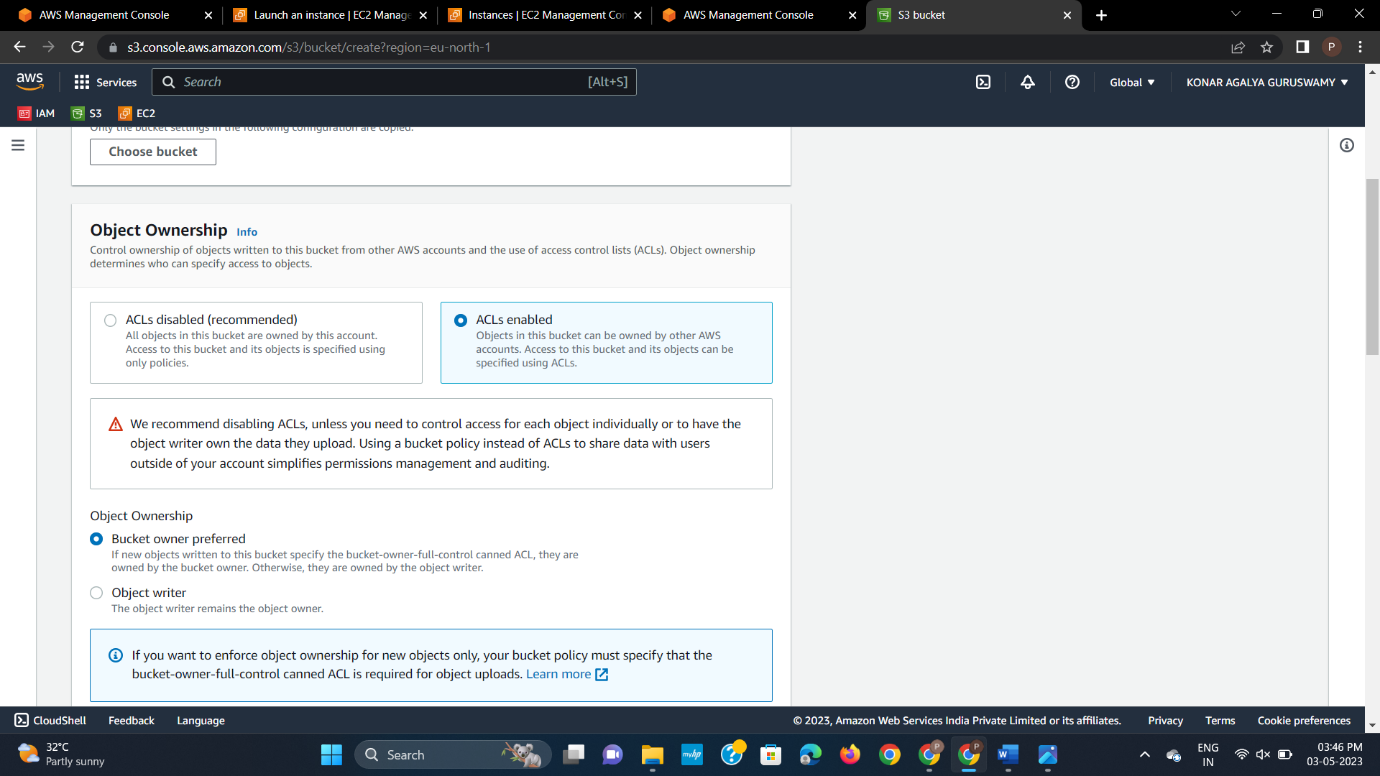 AWS Management Console
Launch an instance | EC2 Manage
Instances | EC2 Management Con
AWS Management Console
S3 bucket
s3.console.aws.amazon.com/s3/bucket/create?region=eu-north-1
P
aws
Services
Search
[Alt+S]
Global
KONAR AGALYA GURUSWAMY
IAM
S3
EC2
Only the bucket settings in the following configuration are copied.
Choose bucket
Object Ownership Info
Control ownership of objects written to this bucket from other AWS accounts and the use of access control lists (ACLs). Object ownership
determines who can specify access to objects.
ACLs disabled (recommended)
All objects in this bucket are owned by this account.
Access to this bucket and its objects is specified using
only policies.
ACLs enabled
Objects in this bucket can be owned by other AWS
accounts. Access to this bucket and its objects can be
specified using ACLs.
We recommend disabling ACLs, unless you need to control access for each object individually or to have the
object writer own the data they upload. Using a bucket policy instead of ACLs to share data with users
outside of your account simplifies permissions management and auditing.
Object Ownership
Bucket owner preferred
If new objects written to this bucket specify the bucket-owner-full-control canned ACL, they are
owned by the bucket owner. Otherwise, they are owned by the object writer.
Object writer
The object writer remains the object owner.
If you want to enforce object ownership for new objects only, your bucket policy must specify that the
bucket-owner-full-control canned ACL is required for object uploads. Learn more
CloudShell
Feedback
Language
© 2023, Amazon Web Services India Private Limited or its affiliates.
Privacy
Terms
Cookie preferences
32°C
Partly sunny
Search
myhp
P
P
W
ENG
IN
03:46 PM
03-05-2023